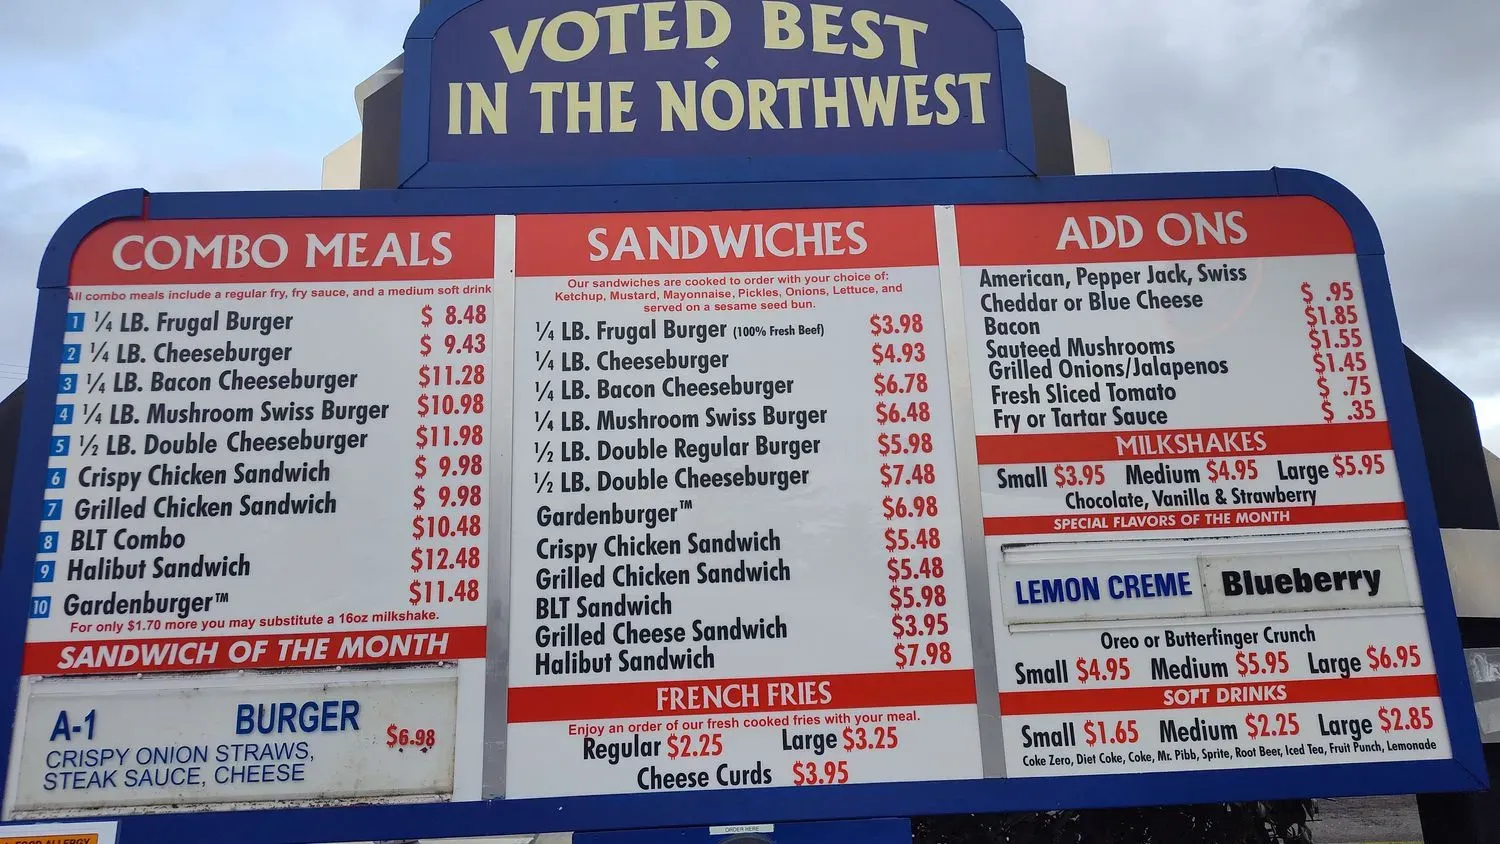 VOTED BEST
IN THE NORTHWEST
COMBO MEALS
All combo meals include a regular fry, fry sauce, and a medium soft drink
1 ¼ LB. Frugal Burger $ 8.48
2 ¼ LB. Cheeseburger $ 9.43
3 ¼ LB. Bacon Cheeseburger $11.28
4 ¼ LB. Mushroom Swiss Burger $10.98
5 ½ LB. Double Cheeseburger $11.98
6 Crispy Chicken Sandwich $ 9.98
7 Grilled Chicken Sandwich $ 9.98
8 BLT Combo $10.48
9 Halibut Sandwich $12.48
10 Gardenburger™ $11.48
For only $1.70 more you may substitute a 16oz milkshake.
SANDWICH OF THE MONTH
A-1 BURGER $6.98
CRISPY ONION STRAWS,
STEAK SAUCE, CHEESE
SANDWICHES
Our sandwiches are cooked to order with your choice of:
Ketchup, Mustard, Mayonnaise, Pickles, Onions, Lettuce, and
served on a sesame seed bun.
¼ LB. Frugal Burger (100% Fresh Beef) $3.98
¼ LB. Cheeseburger $4.93
¼ LB. Bacon Cheeseburger $6.78
¼ LB. Mushroom Swiss Burger $6.48
½ LB. Double Regular Burger $5.98
½ LB. Double Cheeseburger $7.48
Gardenburger™ $6.98
Crispy Chicken Sandwich $5.48
Grilled Chicken Sandwich $5.48
BLT Sandwich $5.98
Grilled Cheese Sandwich $3.95
Halibut Sandwich $7.98
FRENCH FRIES
Enjoy an order of our fresh cooked fries with your meal.
Regular $2.25 Large $3.25
Cheese Curds $3.95
ADD ONS
American, Pepper Jack, Swiss
Cheddar or Blue Cheese $ .95
Bacon $1.85
Sauteed Mushrooms $1.55
Grilled Onions/Jalapenos $1.45
Fresh Sliced Tomato $ .75
Fry or Tartar Sauce $ .35
MILKSHAKES
Small $3.95 Medium $4.95 Large $5.95
Chocolate, Vanilla & Strawberry
SPECIAL FLAVORS OF THE MONTH
LEMON CREME Blueberry
Oreo or Butterfinger Crunch
Small $4.95 Medium $5.95 Large $6.95
SOFT DRINKS
Small $1.65 Medium $2.25 Large $2.85
Coke Zero, Diet Coke, Coke, Mr. Pibb, Sprite, Root Beer, Iced Tea, Fruit Punch, Lemonade
ORDER HERE
FOOD ALLERGY